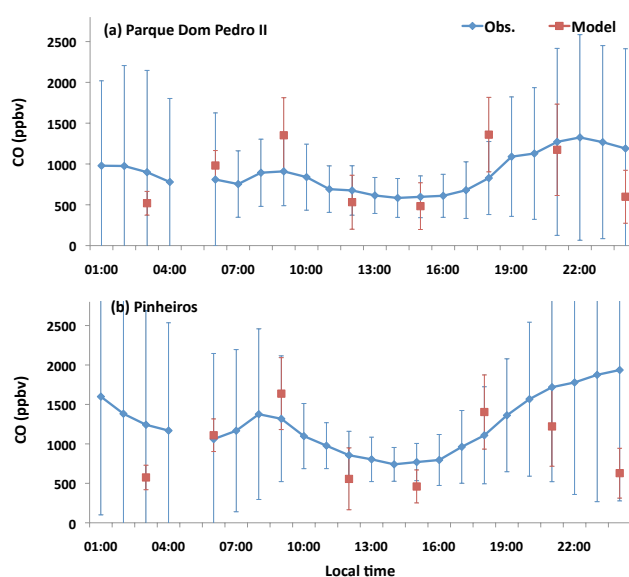 (a) Parque Dom Pedro II
Obs.
Model
CO (ppbv)
2500
2000
1500
1000
500
0
01:00 04:00 07:00 10:00 13:00 16:00 19:00 22:00
(b) Pinheiros
CO (ppbv)
2500
2000
1500
1000
500
0
01:00 04:00 07:00 10:00 13:00 16:00 19:00 22:00
Local time